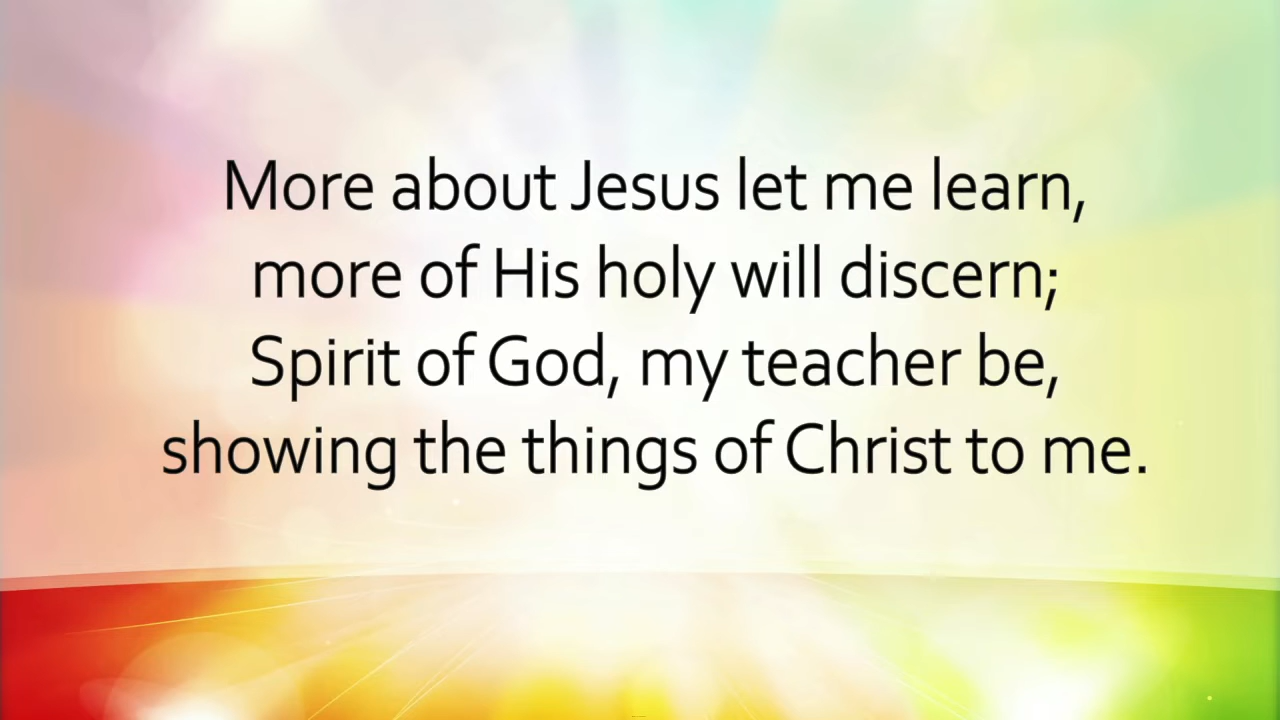 More about Jesus let me learn,
more of His holy will discern;
Spirit of God, my teacher be,
showing the things of Christ to me.